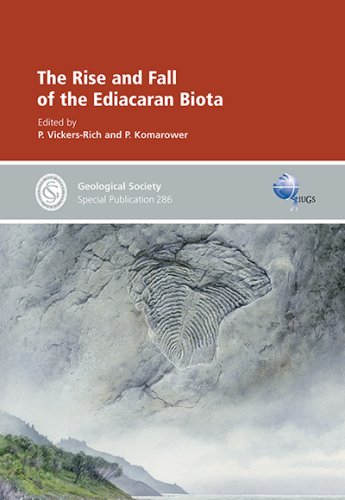 The Rise and Fall
of the Ediacaran Biota
Edited by
P. Vickers-Rich and P. Komarower
GS
Geological Society
Special Publication 286
IUGS